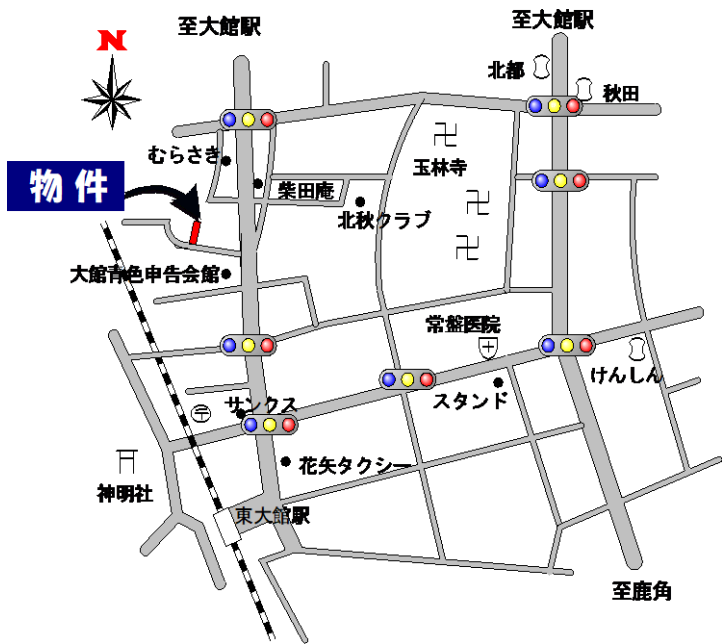 至大館駅
至大館駅
N
北都
秋田
むらさき
玉林寺
物件
柴田庵
北秋クラブ
大館青色申告会館
常盤医院
けんしん
サンクス
スタンド
花矢タクシー
神明社
東大館駅
至鹿角